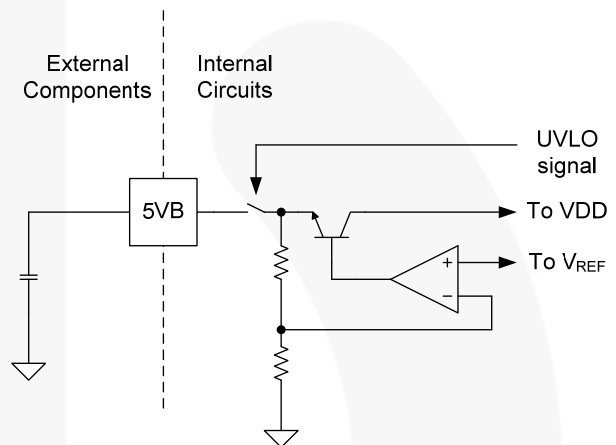 External
Components
Internal
Circuits
UVLO
signal
5VB
To VDD
To VREF
+
−